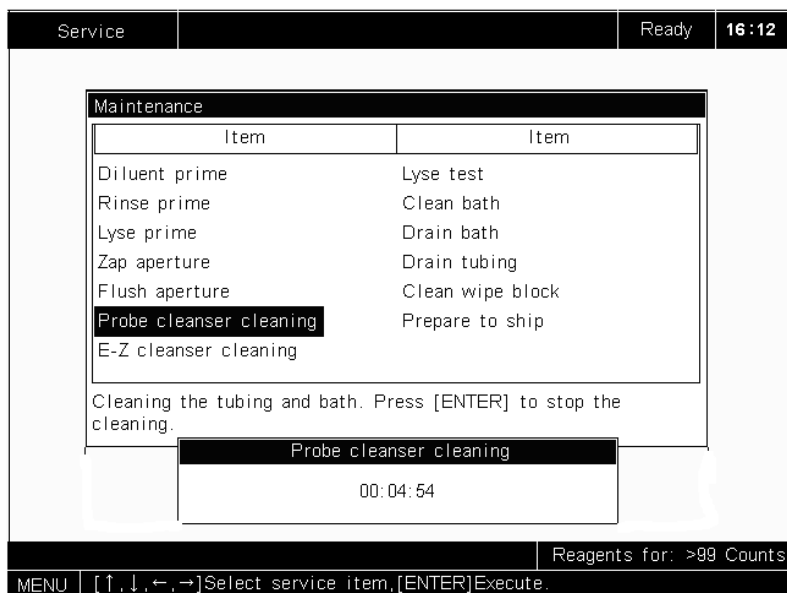 Service Ready 16:12
Maintenance
Item Item
Diluent prime Lyse test
Rinse prime Clean bath
Lyse prime Drain bath
Zap aperture Drain tubing
Flush aperture Clean wipe block
Probe cleanser cleaning Prepare to ship
E-Z cleanser cleaning
Cleaning the tubing and bath. Press [ENTER] to stop the
cleaning.
Probe cleanser cleaning
00:04:54
Reagents for: >99 Counts
MENU [↑,↓,←,→]Select service item,[ENTER]Execute.